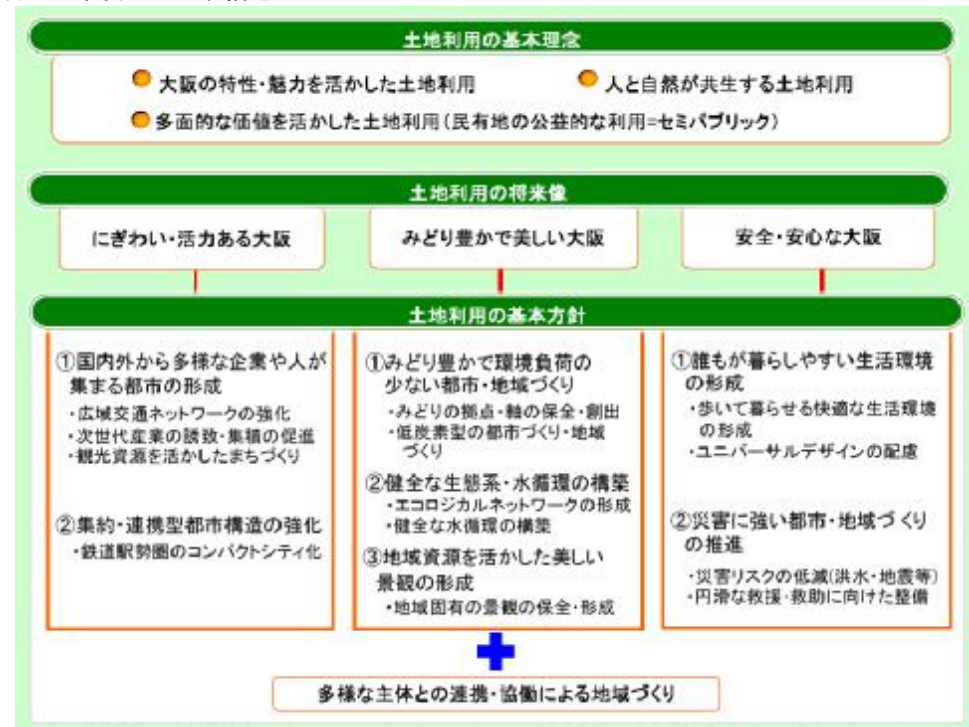 土地利用の基本理念
大阪の特性・魅力を活かした土地利用
人と自然が共生する土地利用
多面的な価値を活かした土地利用(民有地の公益的な利用=セミパブリック)
土地利用の将来像
にぎわい・活力ある大阪
みどり豊かで美しい大阪
安全・安心な大阪
土地利用の基本方針
①国内外から多様な企業や人が
集まる都市の形成
・広域交通ネットワークの強化
・次世代産業の誘致・集積の促進
・観光資源を活かしたまちづくり
②集約・連携型都市構造の強化
・鉄道駅勢圏のコンパクトシティ化
①みどり豊かで環境負荷の
少ない都市・地域づくり
・みどりの拠点・軸の保全・創出
・低炭素型の都市づくり・地域
づくり
②健全な生態系・水循環の構築
・エコロジカルネットワークの形成
・健全な水循環の構築
③地域資源を活かした美しい
景観の形成
・地域固有の景観の保全・形成
①誰もが暮らしやすい生活環境
の形成
・歩いて暮らせる快適な生活環境
の形成
・ユニバーサルデザインの配慮
②災害に強い都市・地域づくり
の推進
・災害リスクの低減(洪水・地震等)
・円滑な救援・救助に向けた整備
多様な主体との連携・協働による地域づくり